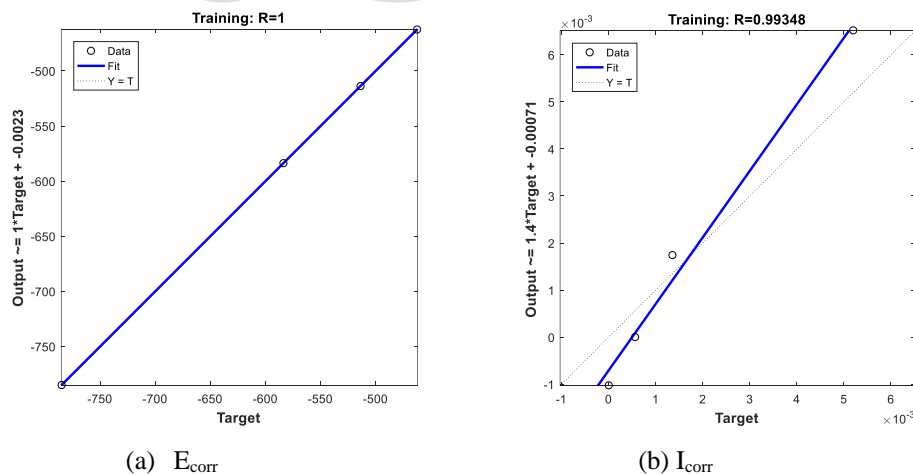 Training: R=1
Data
Fit
Y = T
-500
-550
-600
-650
-700
-750
-750
-700
-650
-600
-550
-500
Output ~= 1*Target + -0.0023
Target
(a) E_corr
Training: R=0.99348
×10⁻³
Data
Fit
Y = T
6
5
4
3
2
1
0
-1
-1
0
1
2
3
4
5
6
×10⁻³
Output ~= 1.4*Target + -0.00071
Target
(b) I_corr